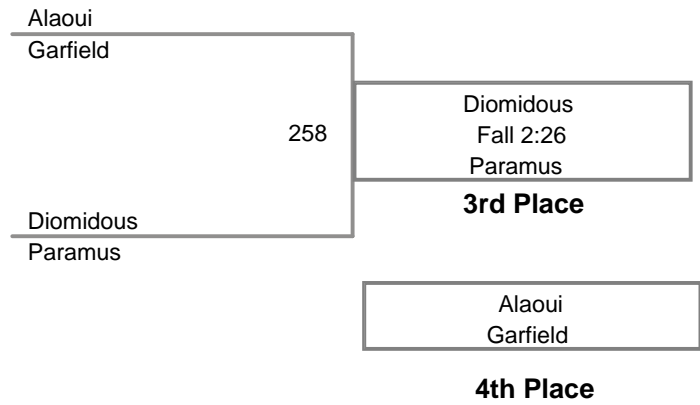 Alaoui
Garfield
258
Diomidous
Fall 2:26
Paramus
3rd Place
Diomidous
Paramus
Alaoui
Garfield
4th Place